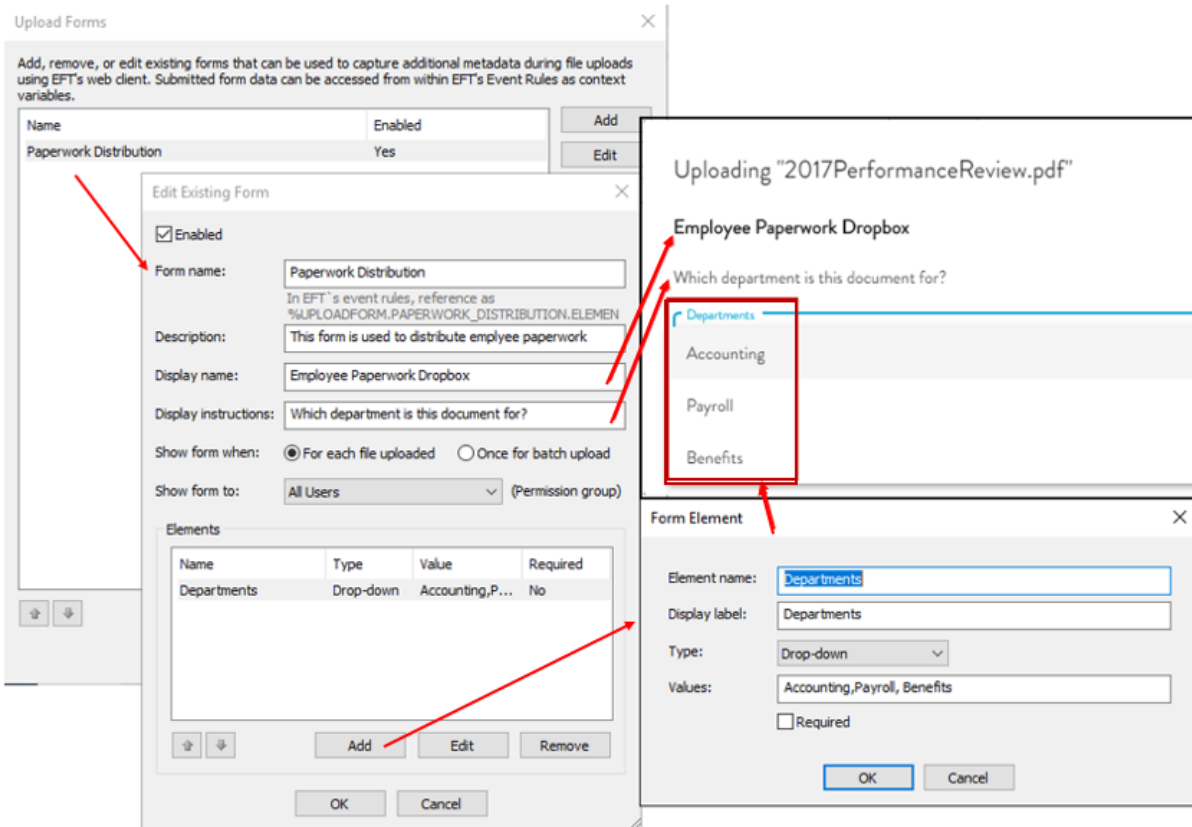 Upload Forms
Add, remove, or edit existing forms that can be used to capture additional metadata during file uploads
using EFT's web client. Submitted form data can be accessed from within EFT's Event Rules as context
variables.
Name Enabled
Paperwork Distribution Yes
Add
Edit
Edit Existing Form
Enabled
Form name: Paperwork Distribution
In EFT`s event rules, reference as
%UPLOADFORM.PAPERWORK_DISTRIBUTION.ELEMEN
Description: This form is used to distribute emplyee paperwork
Display name: Employee Paperwork Dropbox
Display instructions: Which department is this document for?
Show form when: For each file uploaded Once for batch upload
Show form to: All Users (Permission group)
Elements
Name Type Value Required
Departments Drop-down Accounting,P... No
Add Edit Remove
OK Cancel
Uploading "2017PerformanceReview.pdf"
Employee Paperwork Dropbox
Which department is this document for?
Departments
Accounting
Payroll
Benefits
Form Element
Element name: Departments
Display label: Departments
Type: Drop-down
Values: Accounting,Payroll, Benefits
Required
OK Cancel